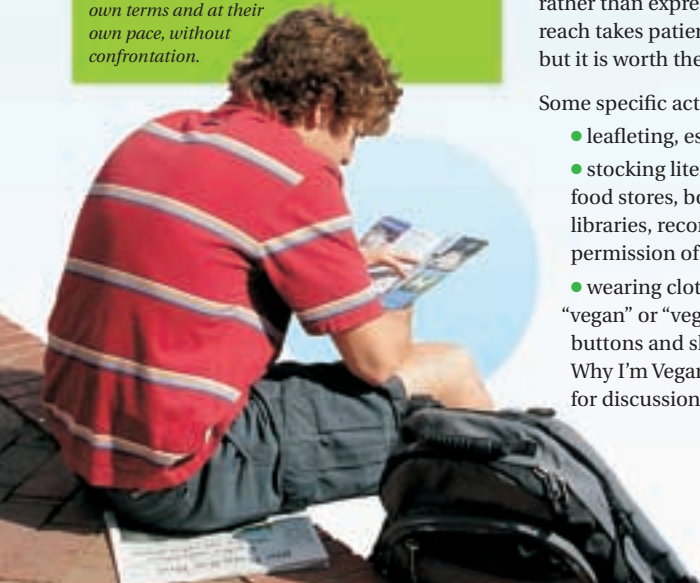 own terms and at their
own pace, without
confrontation.
rather than expre
reach takes patien
but it is worth the
Some specific act
• leafleting, es
• stocking lite
food stores, bo
libraries, recor
permission of
• wearing clot
“vegan” or “veg
buttons and sl
Why I'm Vegan
for discussion